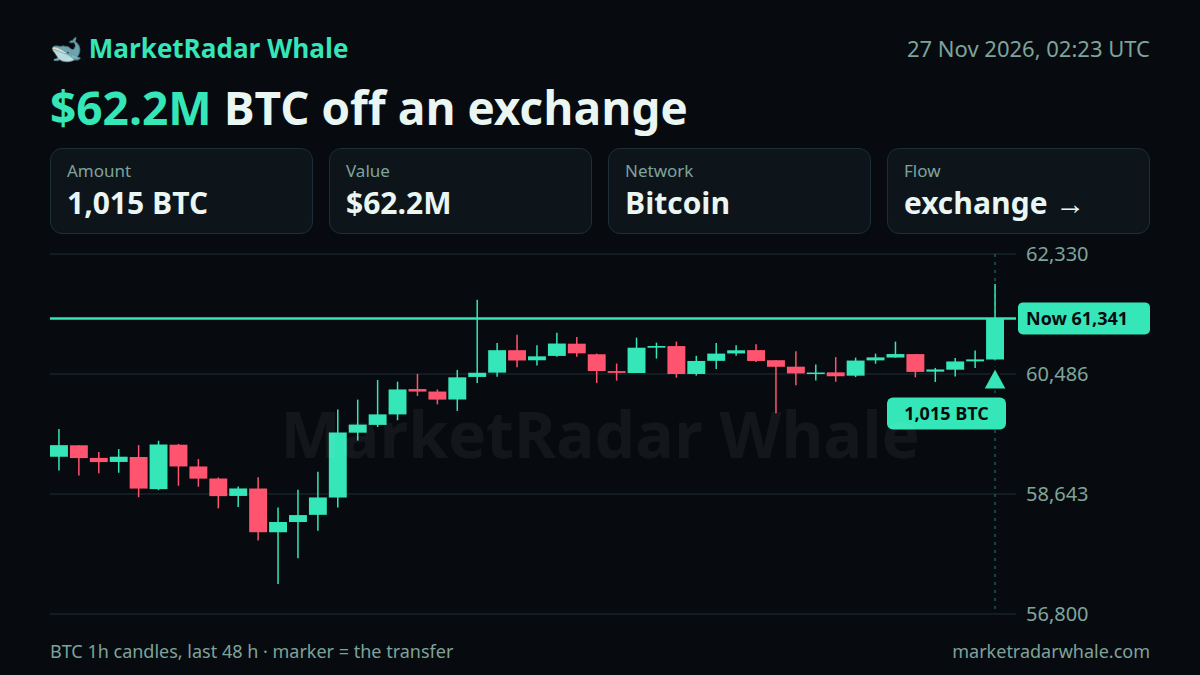 🐋 MarketRadar Whale
27 Nov 2026, 02:23 UTC
$62.2M BTC off an exchange
Amount
1,015 BTC
Value
$62.2M
Network
Bitcoin
Flow
exchange →
62,330
Now 61,341
60,486
1,015 BTC
MarketRadar Whale
58,643
56,800
BTC 1h candles, last 48 h · marker = the transfer
marketradarwhale.com